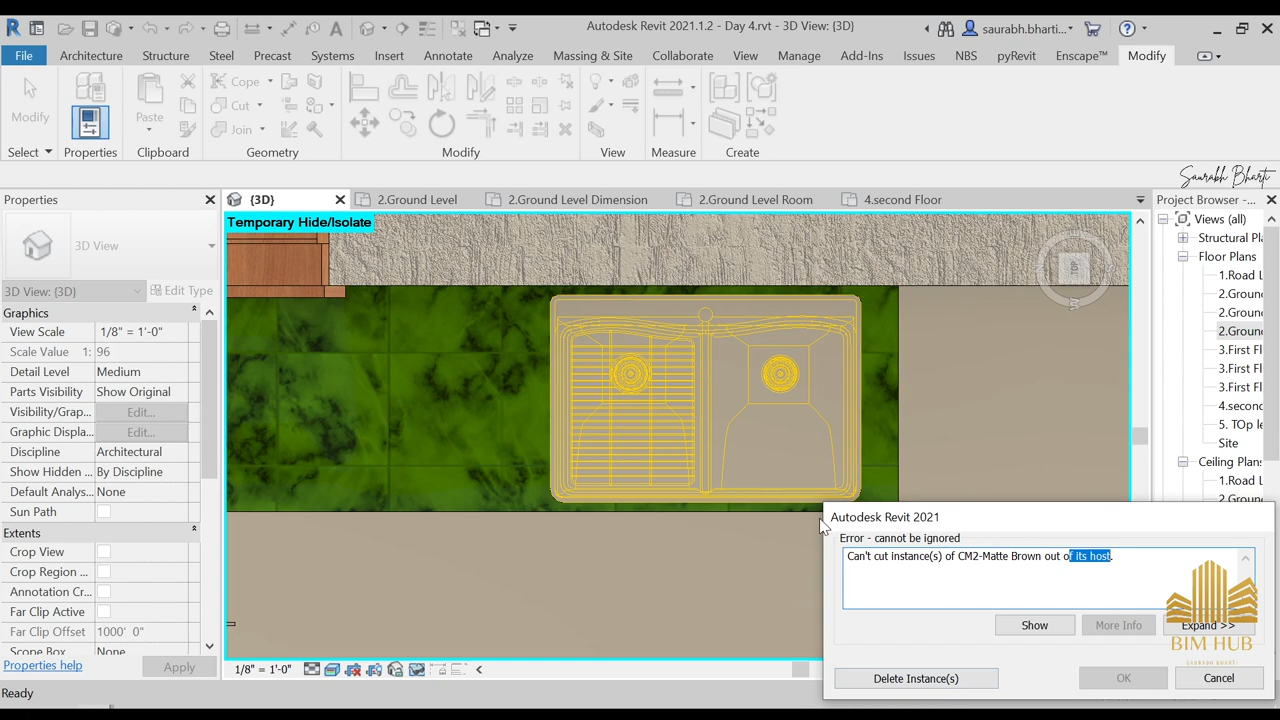 Autodesk Revit 2021.1.2 - Day 4.rvt - 3D View: {3D}
saurabh.bharti...
File Architecture Structure Steel Precast Systems Insert Annotate Analyze Massing & Site Collaborate View Manage Add-Ins Issues NBS pyRevit Enscape™ Modify
Cope
Modify Paste Cut
Join
Select Properties Clipboard Geometry Modify View Measure Create
Saurabh Bharti
Properties {3D} 2.Ground Level 2.Ground Level Dimension 2.Ground Level Room 4.second Floor Project Browser -...
Temporary Hide/Isolate
Views (all)
3D View
Structural Pl
Floor Plans
TOP
1.Road L
3D View: {3D} Edit Type
2.Groun
Graphics
2.Groun
View Scale 1/8" = 1'-0"
2.Groun
Scale Value 1: 96
3.First Fl
Detail Level Medium
3.First Fl
Parts Visibility Show Original
3.First Fl
Visibility/Grap... Edit...
4.second
Graphic Displa... Edit...
5. TOp le
Discipline Architectural
Site
Show Hidden ... By Discipline
Ceiling Plans
Default Analys... None
1.Road L
Sun Path
2.Groun
Extents
Crop View
Crop Region ...
Annotation Cr...
Far Clip Active
Far Clip Offset 1000' 0"
Scope Box None
Properties help Apply
1/8" = 1'-0"
Ready
Autodesk Revit 2021
Error - cannot be ignored
Can't cut instance(s) of CM2-Matte Brown out of its host.
Show More Info Expand >>
BIM HUB
SAURABH BHARTI
Delete Instance(s) OK Cancel